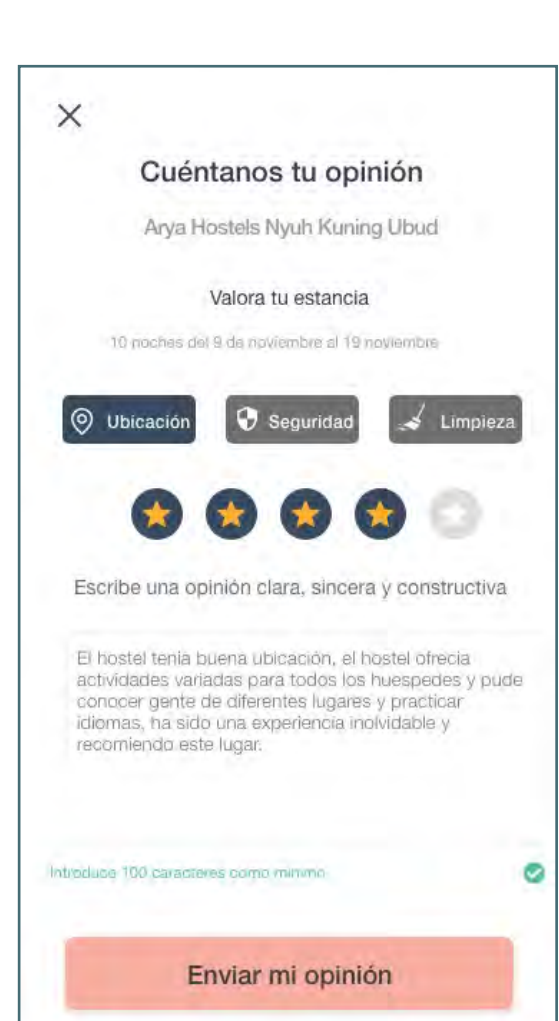 Cuéntanos tu opinión
Arya Hostels Nyuh Kuning Ubud
Valora tu estancia
10 noches del 9 de noviembre al 19 noviembre
Ubicación Seguridad Limpieza
Escribe una opinión clara, sincera y constructiva
El hostel tenia buena ubicación, el hostel ofrecia
actividades variadas para todos los huespedes y pude
conocer gente de diferentes lugares y practicar
idiomas, ha sido una experiencia inolvidable y
recomiendo este lugar.
Introduce 100 caracteres como minimo
Enviar mi opinión